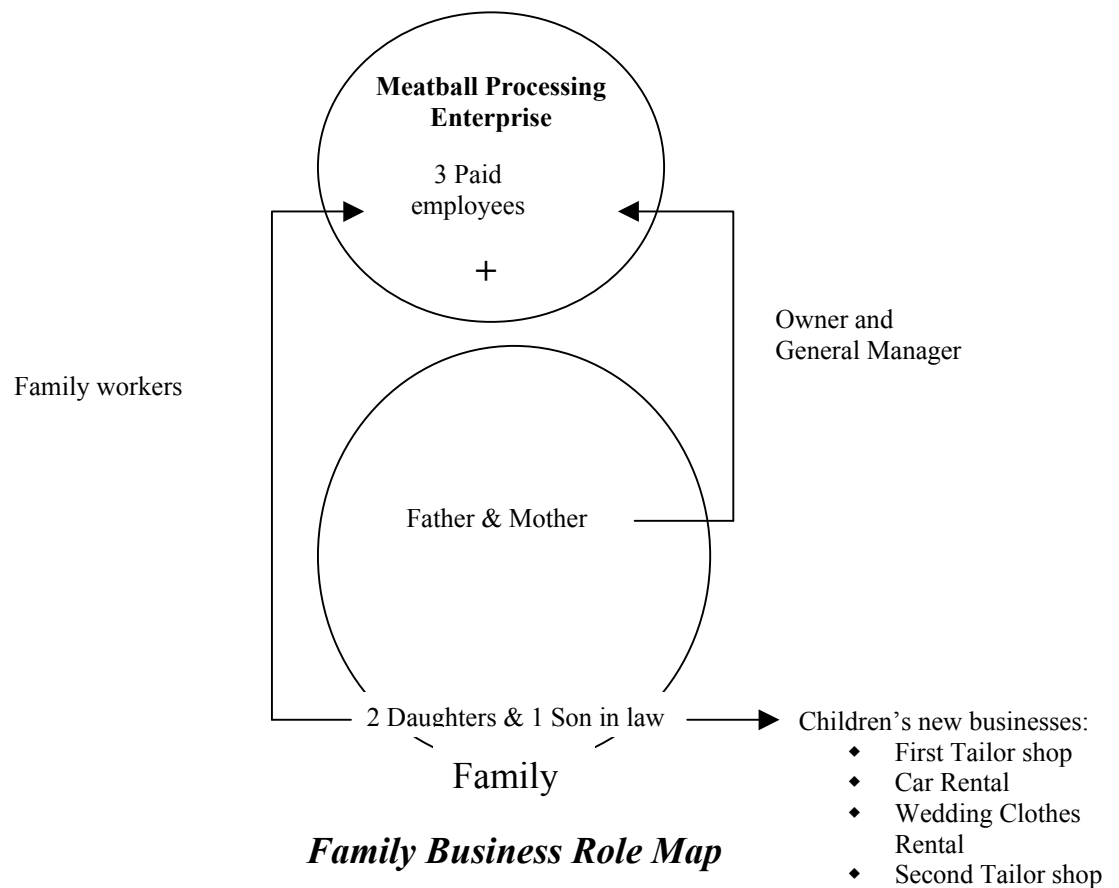 Meatball Processing
Enterprise
3 Paid
employees
+
Owner and
General Manager
Family workers
Father & Mother
2 Daughters & 1 Son in law
Children’s new businesses:
◆ First Tailor shop
◆ Car Rental
◆ Wedding Clothes
Rental
◆ Second Tailor shop
Family
Family Business Role Map